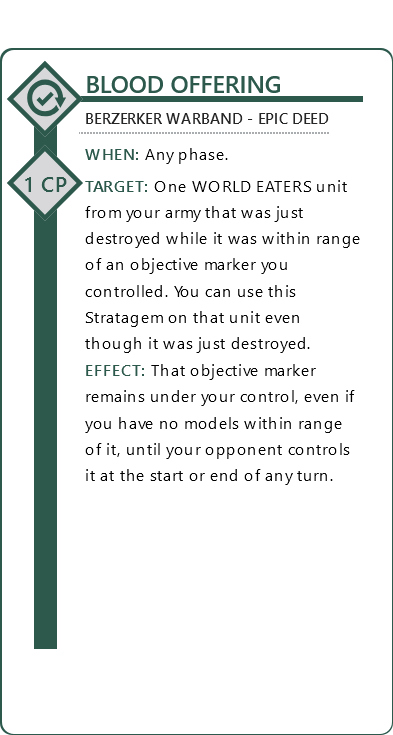 BLOOD OFFERING
BERZERKER WARBAND - EPIC DEED
WHEN: Any phase.
1 CP
TARGET: One WORLD EATERS unit
from your army that was just
destroyed while it was within range
of an objective marker you
controlled. You can use this
Stratagem on that unit even
though it was just destroyed.
EFFECT: That objective marker
remains under your control, even if
you have no models within range
of it, until your opponent controls
it at the start or end of any turn.